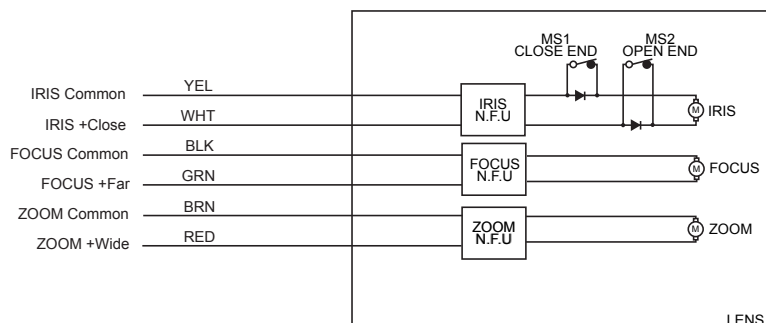 MS1
CLOSE END
MS2
OPEN END
IRIS Common YEL
IRIS +Close WHT
IRIS
N.F.U
M IRIS
FOCUS Common BLK
FOCUS +Far GRN
FOCUS
N.F.U
M FOCUS
ZOOM Common BRN
ZOOM +Wide RED
ZOOM
N.F.U
M ZOOM
LENS